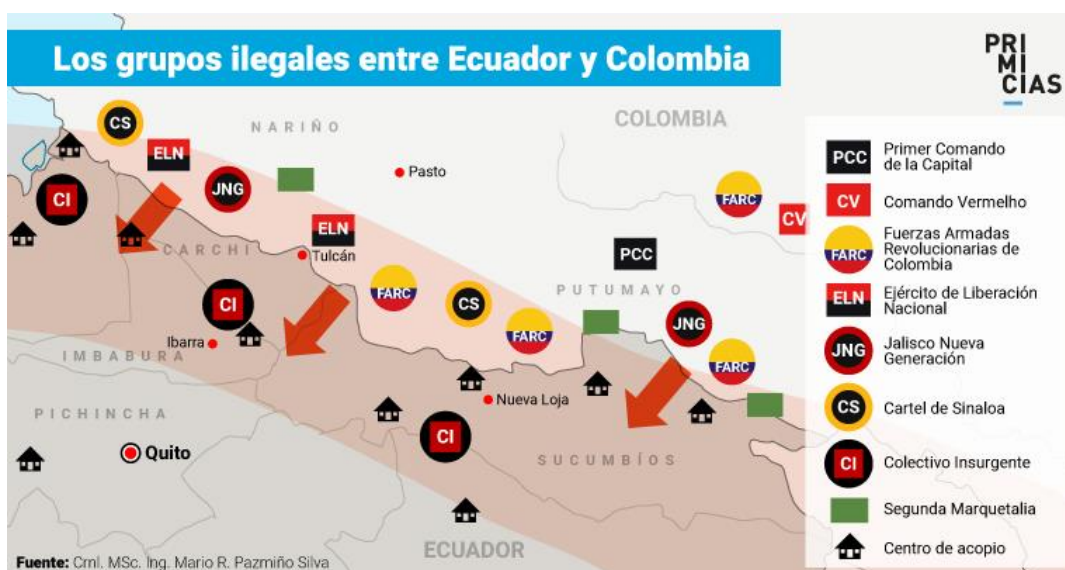 Los grupos ilegales entre Ecuador y Colombia
PRI
MI
CIAS
COLOMBIA
NARIÑO
CS
ELN
Pasto
JNG
CI
FARC
CV
ELN
CARCHI
Tulcán
PCC
PUTUMAYO
FARC
CI
CS
FARC
JNG
Ibarra
IMBABURA
FARC
Nueva Loja
PICHINCHA
CI
Quito
SUCUMBÍOS
ECUADOR
PCC
Primer Comando
de la Capital
CV
Comando Vermelho
FARC
Fuerzas Armadas
Revolucionarias de
Colombia
ELN
Ejército de Liberación
Nacional
JNG
Jalisco Nueva
Generación
CS
Cartel de Sinaloa
CI
Colectivo Insurgente
Segunda Marquetalia
Centro de acopio
Fuente: Crnl. MSc. Ing. Mario R. Pazmiño Silva